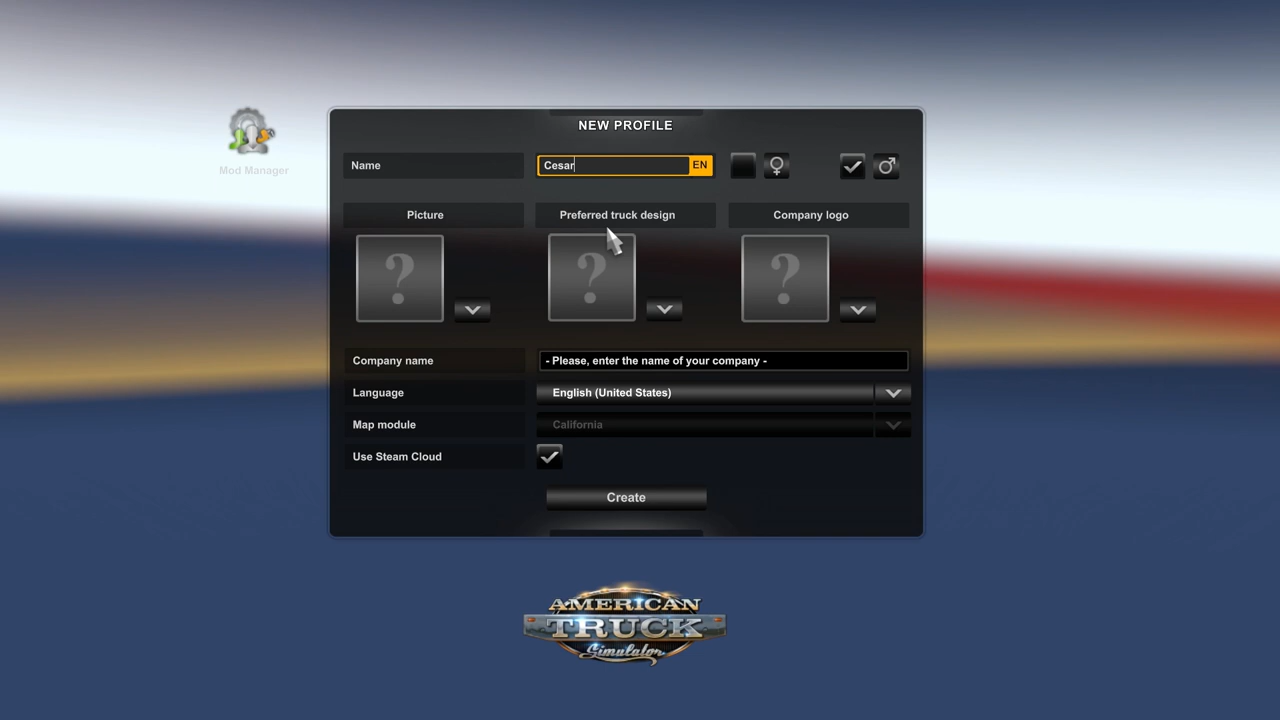 NEW PROFILE
Mod Manager
Name
Cesar
EN
Picture
Preferred truck design
Company logo
?
?
?
Company name
- Please, enter the name of your company -
Language
English (United States)
Map module
California
Use Steam Cloud
Create
AMERICAN
TRUCK
Simulator